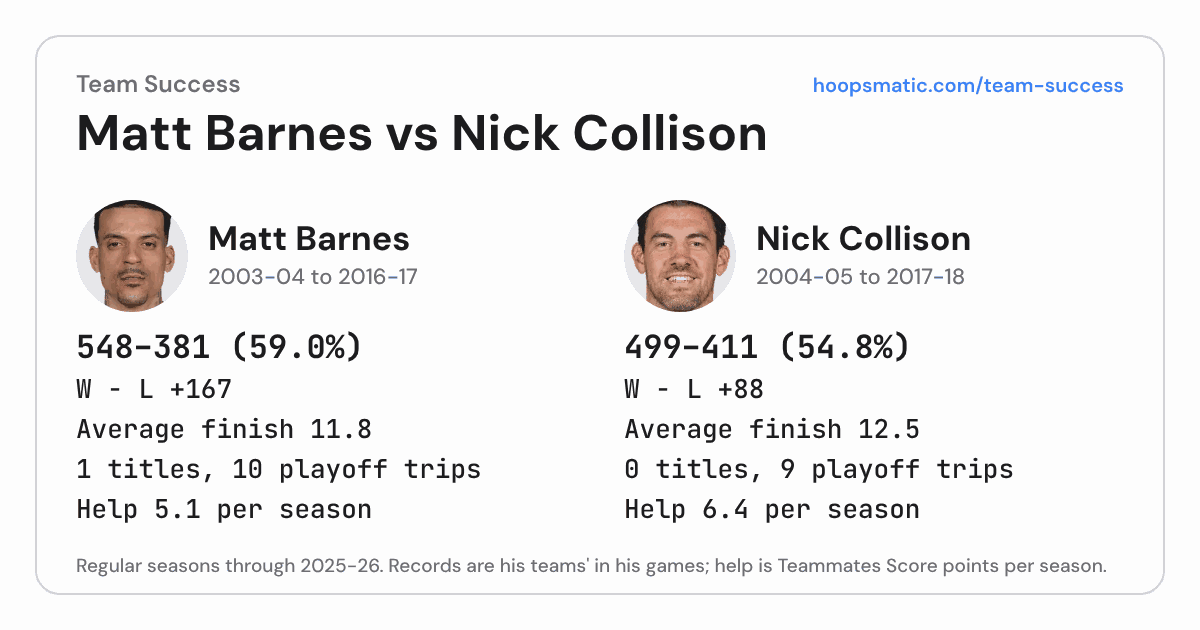 Team Success
hoopsmatic.com/team-success
Matt Barnes vs Nick Collison
Matt Barnes
2003-04 to 2016-17
548-381 (59.0%)
W - L +167
Average finish 11.8
1 titles, 10 playoff trips
Help 5.1 per season
Nick Collison
2004-05 to 2017-18
499-411 (54.8%)
W - L +88
Average finish 12.5
0 titles, 9 playoff trips
Help 6.4 per season
Regular seasons through 2025-26. Records are his teams' in his games; help is Teammates Score points per season.